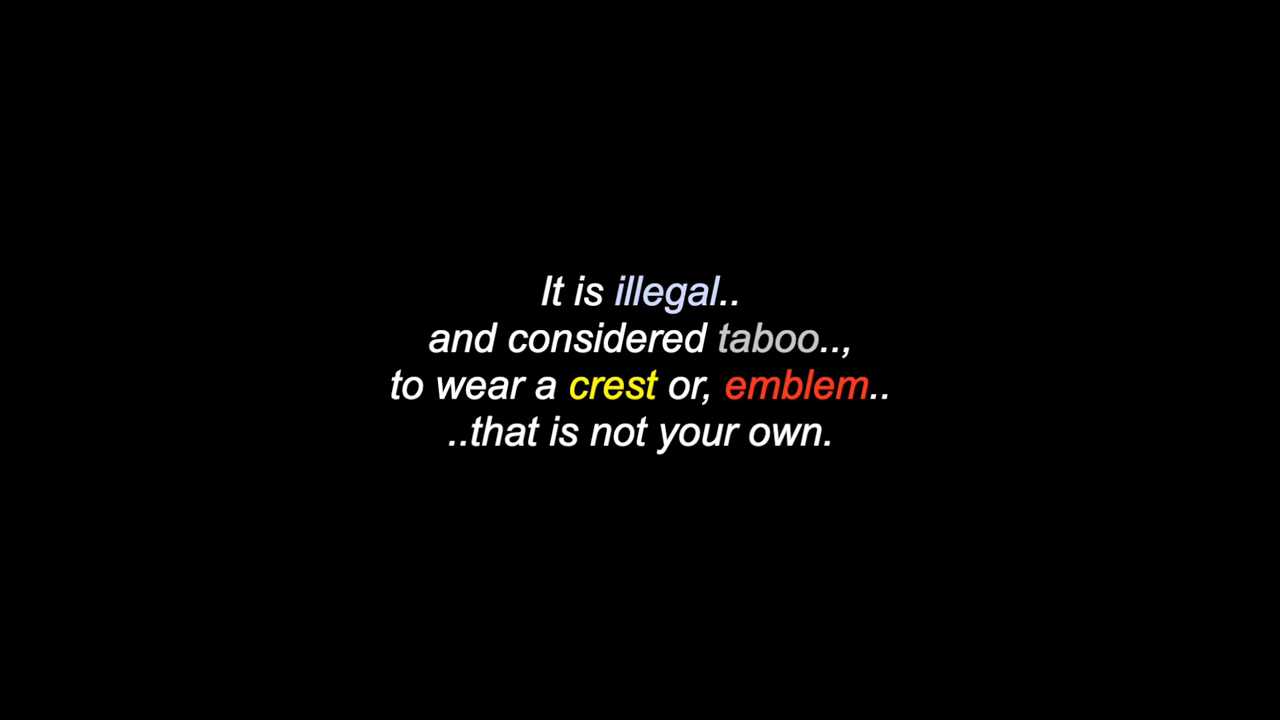 It is illegal..
and considered taboo..,
to wear a crest or, emblem..
..that is not your own.